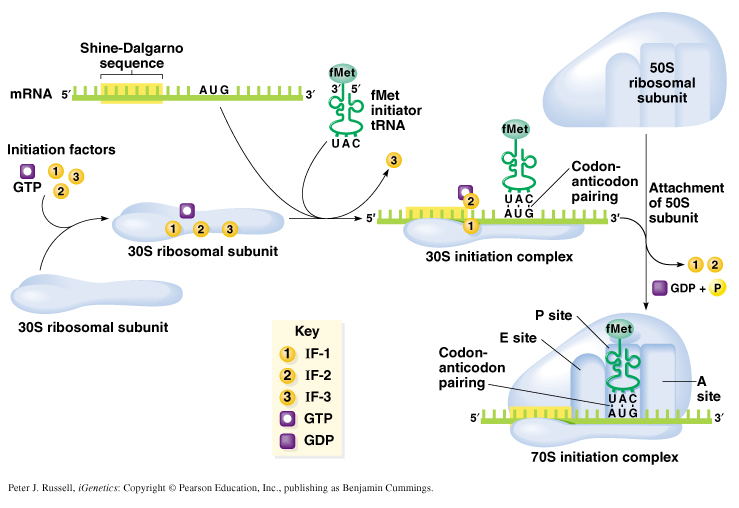 Shine-Dalgarno
sequence
mRNA 5′ AUG 3′
fMet
3′ 5′
UAC
fMet
initiator
tRNA
50S
ribosomal
subunit
Initiation factors
GTP
1
3
2
3
fMet
UAC
AUG
Codon-
anticodon
pairing
Attachment
of 50S
subunit
1 2 3
30S ribosomal subunit
5′ 3′
2
1
30S initiation complex
1 2
GDP + P
30S ribosomal subunit
Key
1 IF-1
2 IF-2
3 IF-3
GTP
GDP
P site
E site
fMet
Codon-
anticodon
pairing
A
site
UAC
AUG
5′ 3′
70S initiation complex
Peter J. Russell, iGenetics: Copyright © Pearson Education, Inc., publishing as Benjamin Cummings.